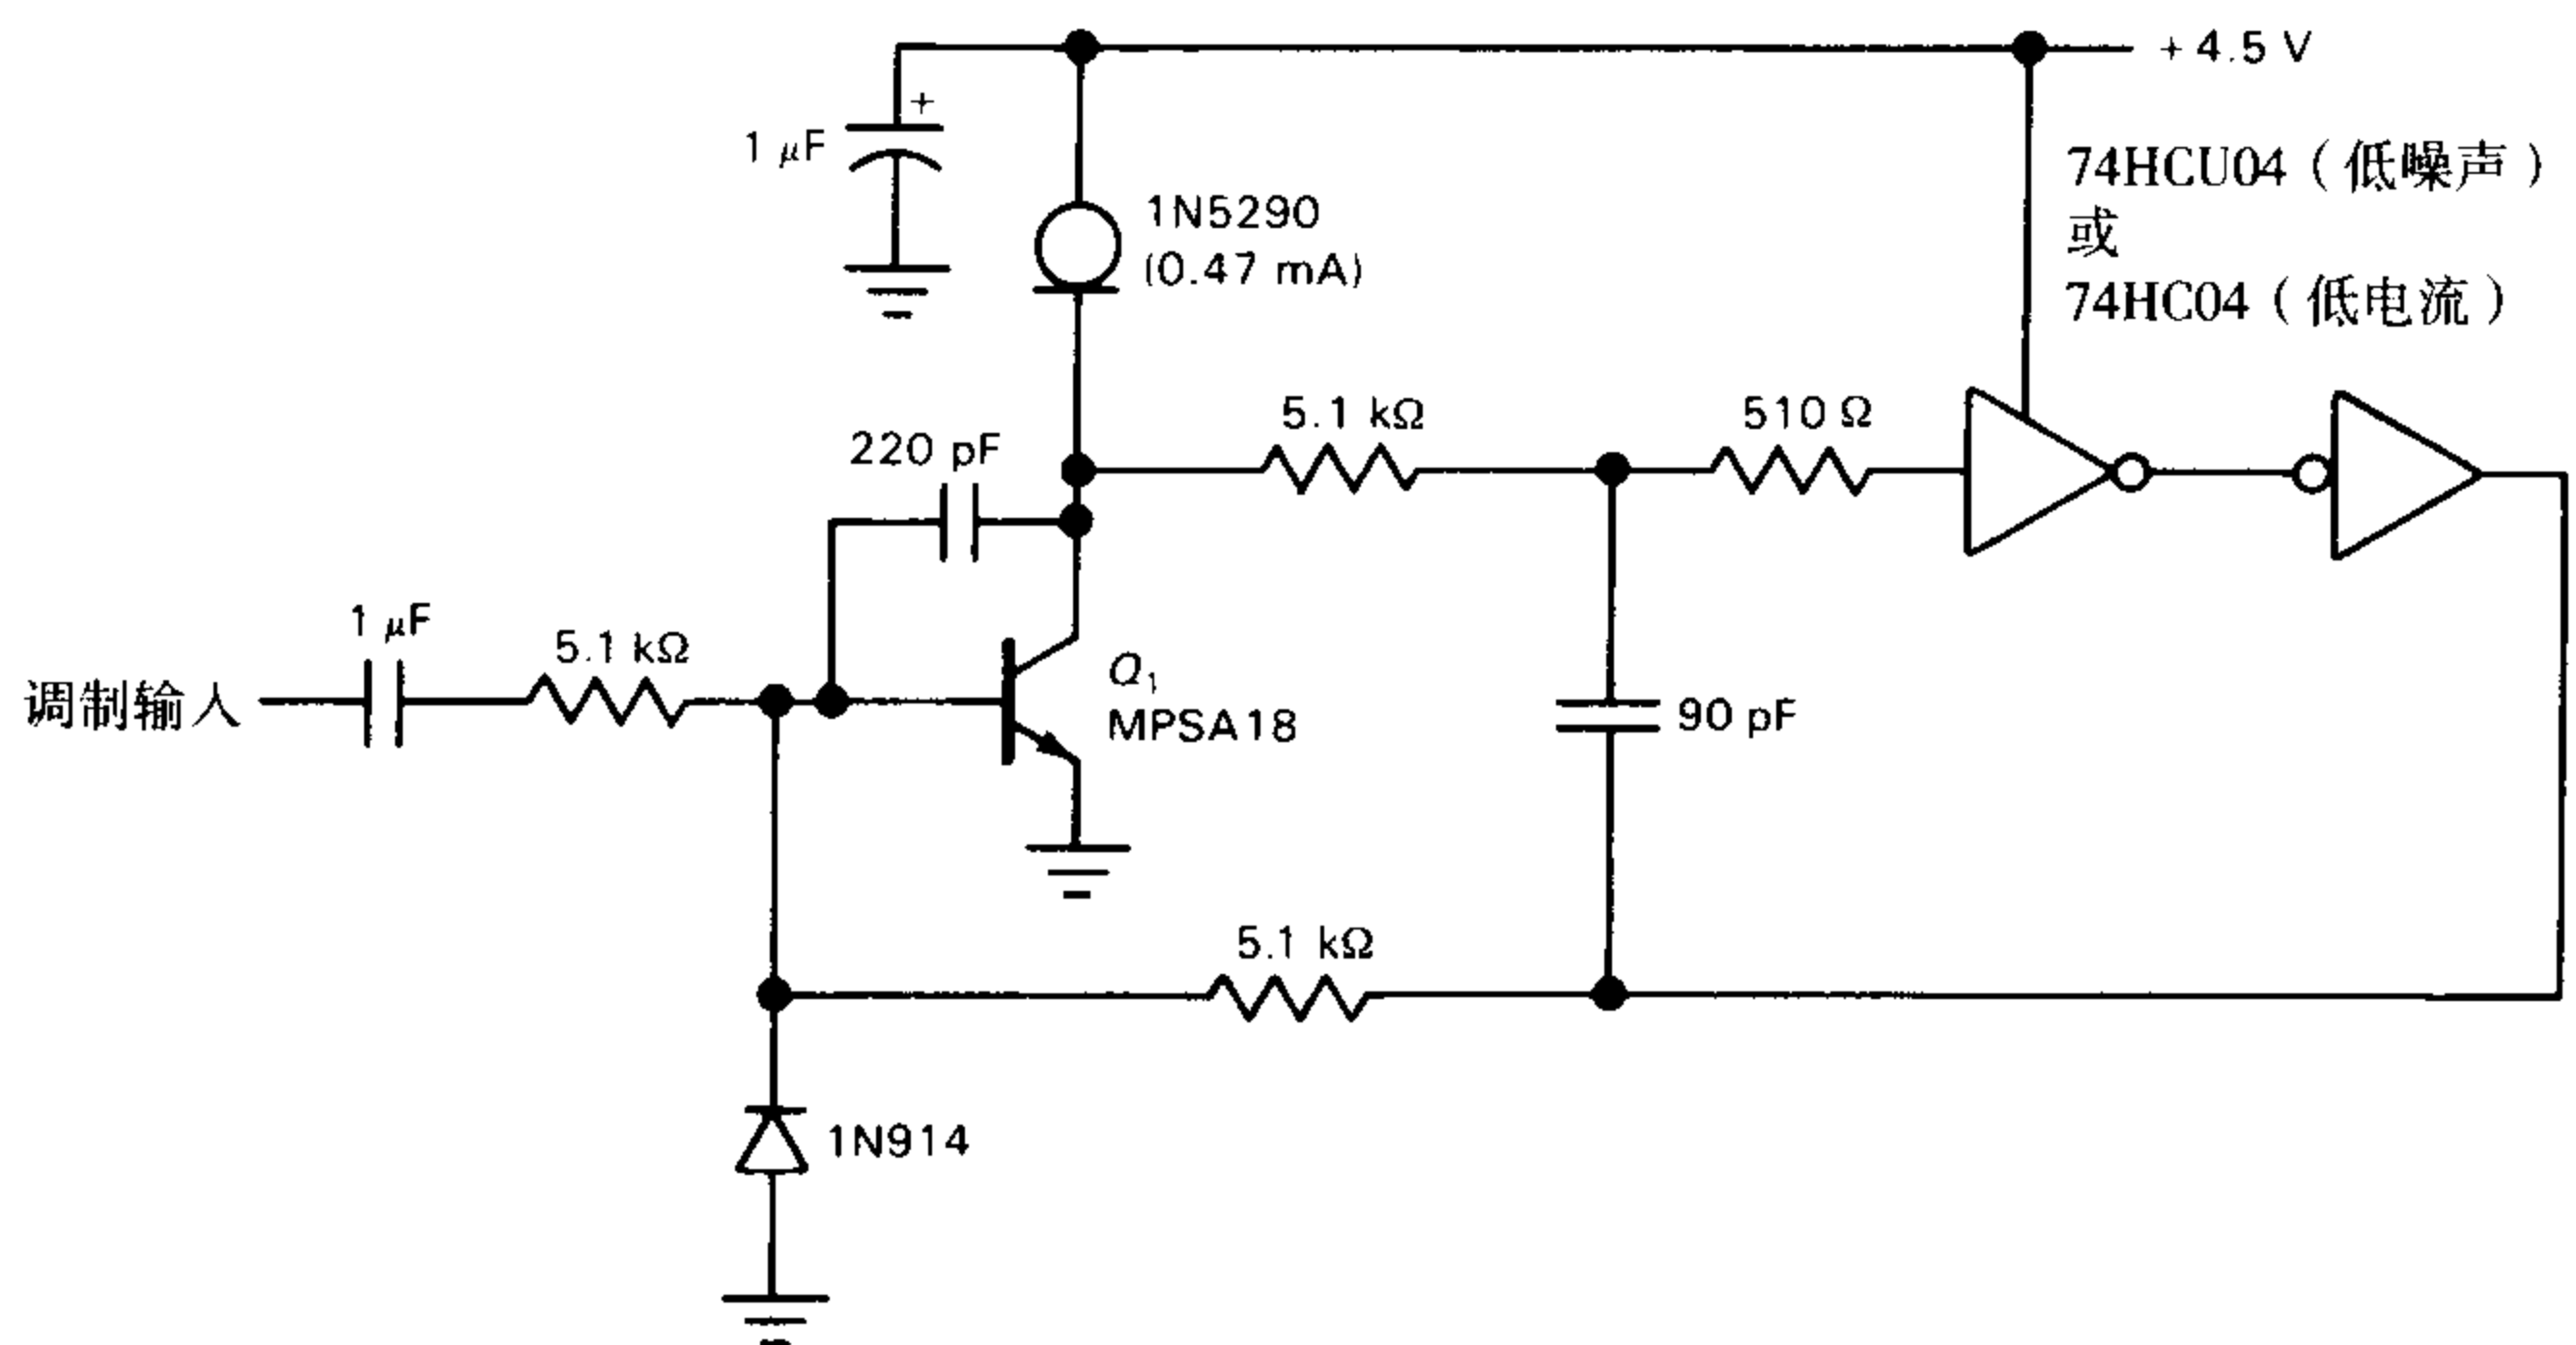 + 4.5 V
1 μF
+
1N5290
(0.47 mA)
74HCU04（低噪声）
或
74HC04（低电流）
5.1 kΩ
510 Ω
220 pF
1 μF
5.1 kΩ
调制输入
Q1
MPSA18
90 pF
5.1 kΩ
1N914